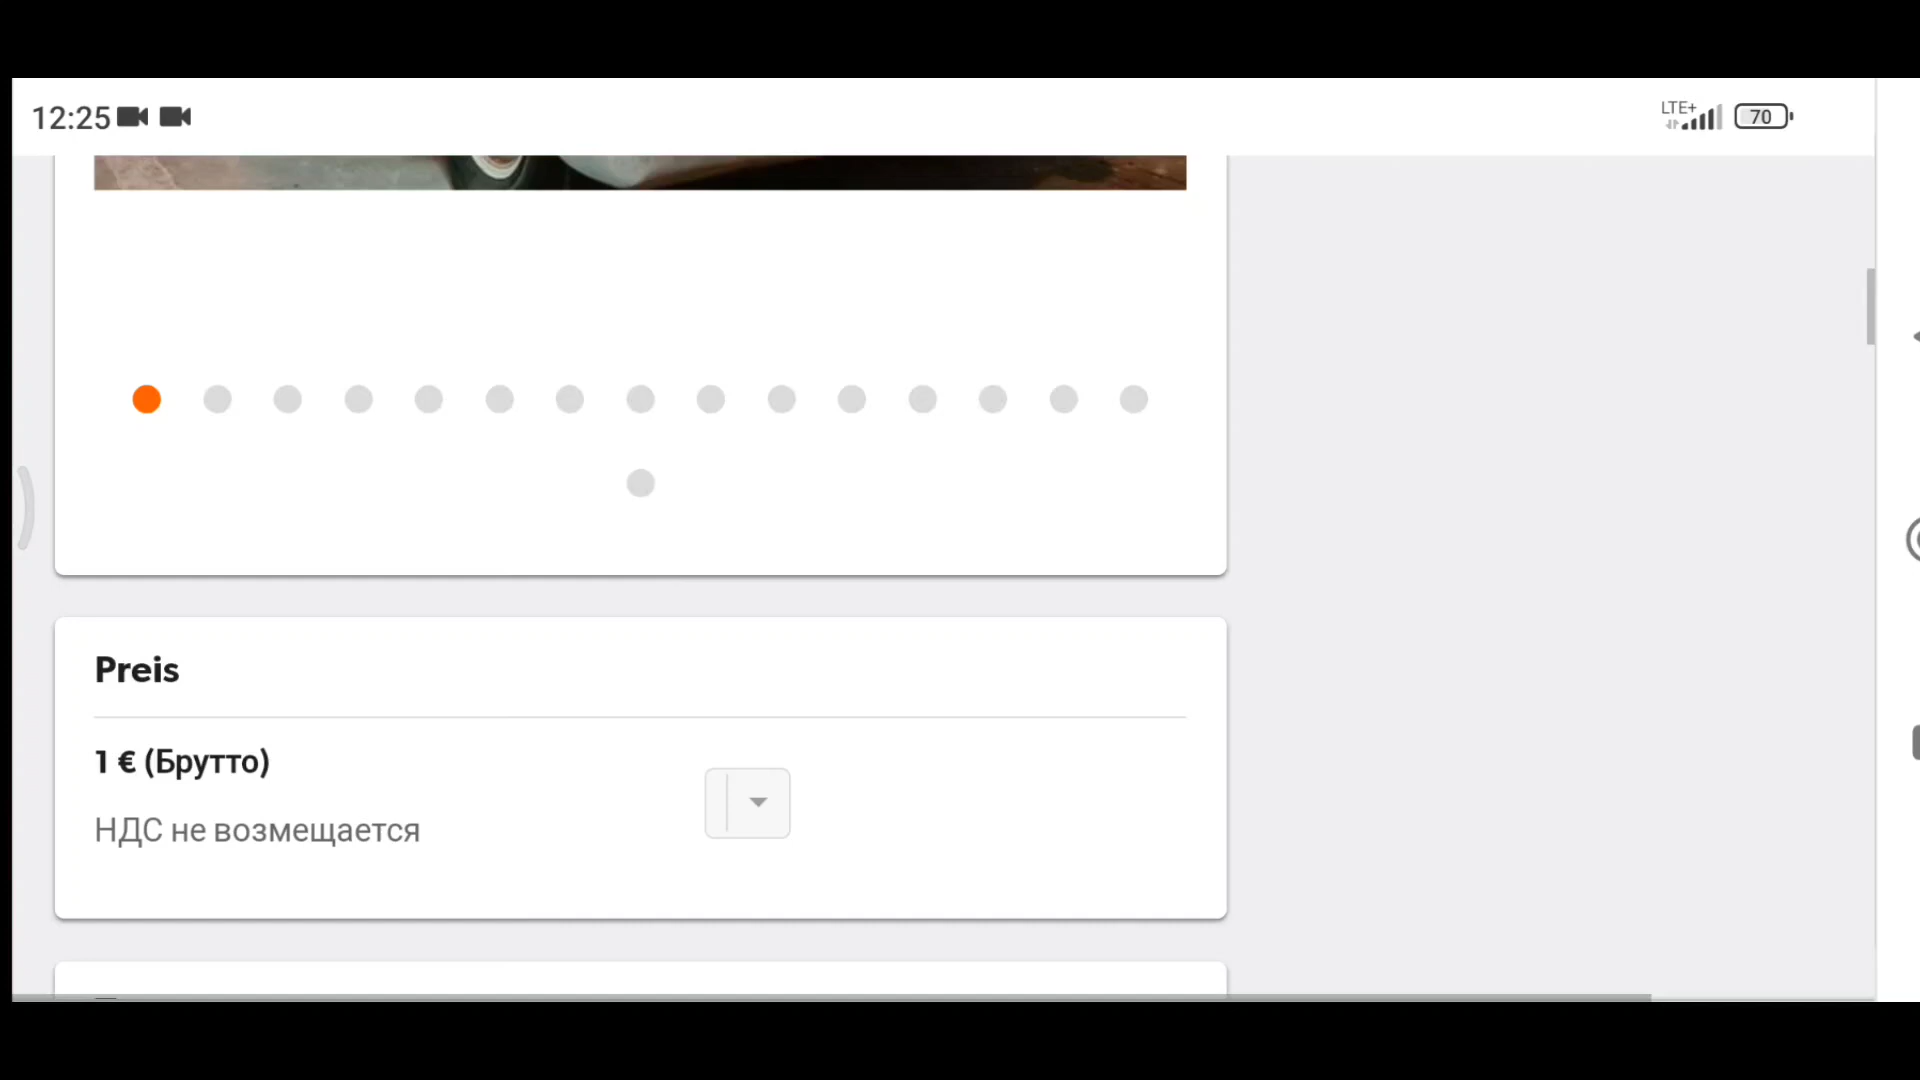 12:25
LTE+
70
Preis
1 € (Брутто)
НДС не возмещается